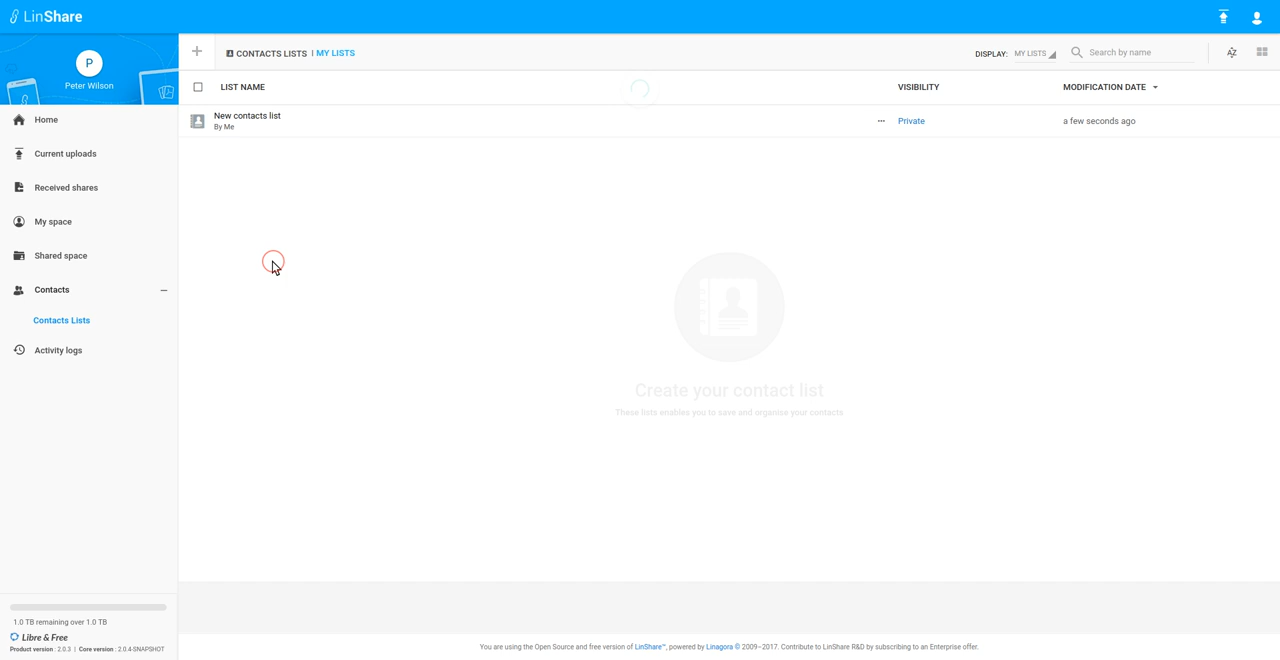 LinShare
P
Peter Wilson
CONTACTS LISTS | MY LISTS
DISPLAY: MY LISTS
Search by name
AZ
LIST NAME
VISIBILITY
MODIFICATION DATE
New contacts list
By Me
Private
a few seconds ago
Home
Current uploads
Received shares
My space
Shared space
Contacts
Contacts Lists
Activity logs
Create your contact list
These lists enables you to save and organise your contacts
1.0 TB remaining over 1.0 TB
Libre & Free
Product version : 2.0.3 | Core version : 2.0.4-SNAPSHOT
You are using the Open Source and free version of LinShare™, powered by Linagora © 2009–2017. Contribute to LinShare R&D by subscribing to an Enterprise offer.